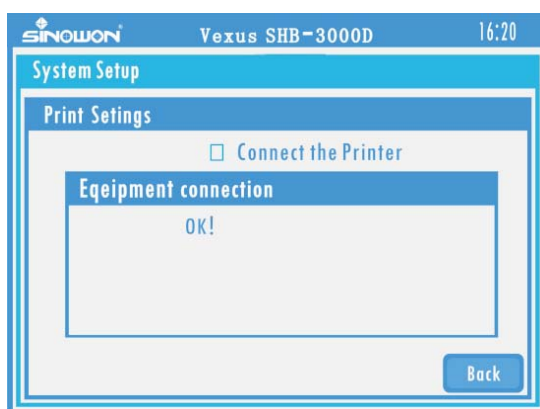 SINOWON Vexus SHB-3000D 16:20
System Setup
Print Setings
Connect the Printer
Eqeipment connection
OK!
Back